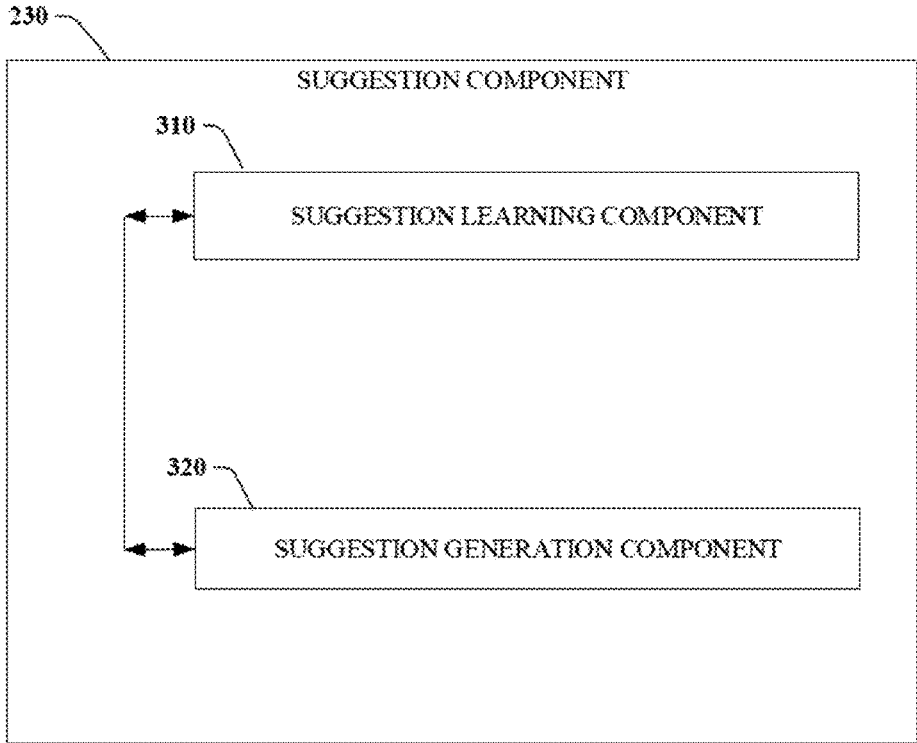 230
SUGGESTION COMPONENT
310
SUGGESTION LEARNING COMPONENT
320
SUGGESTION GENERATION COMPONENT